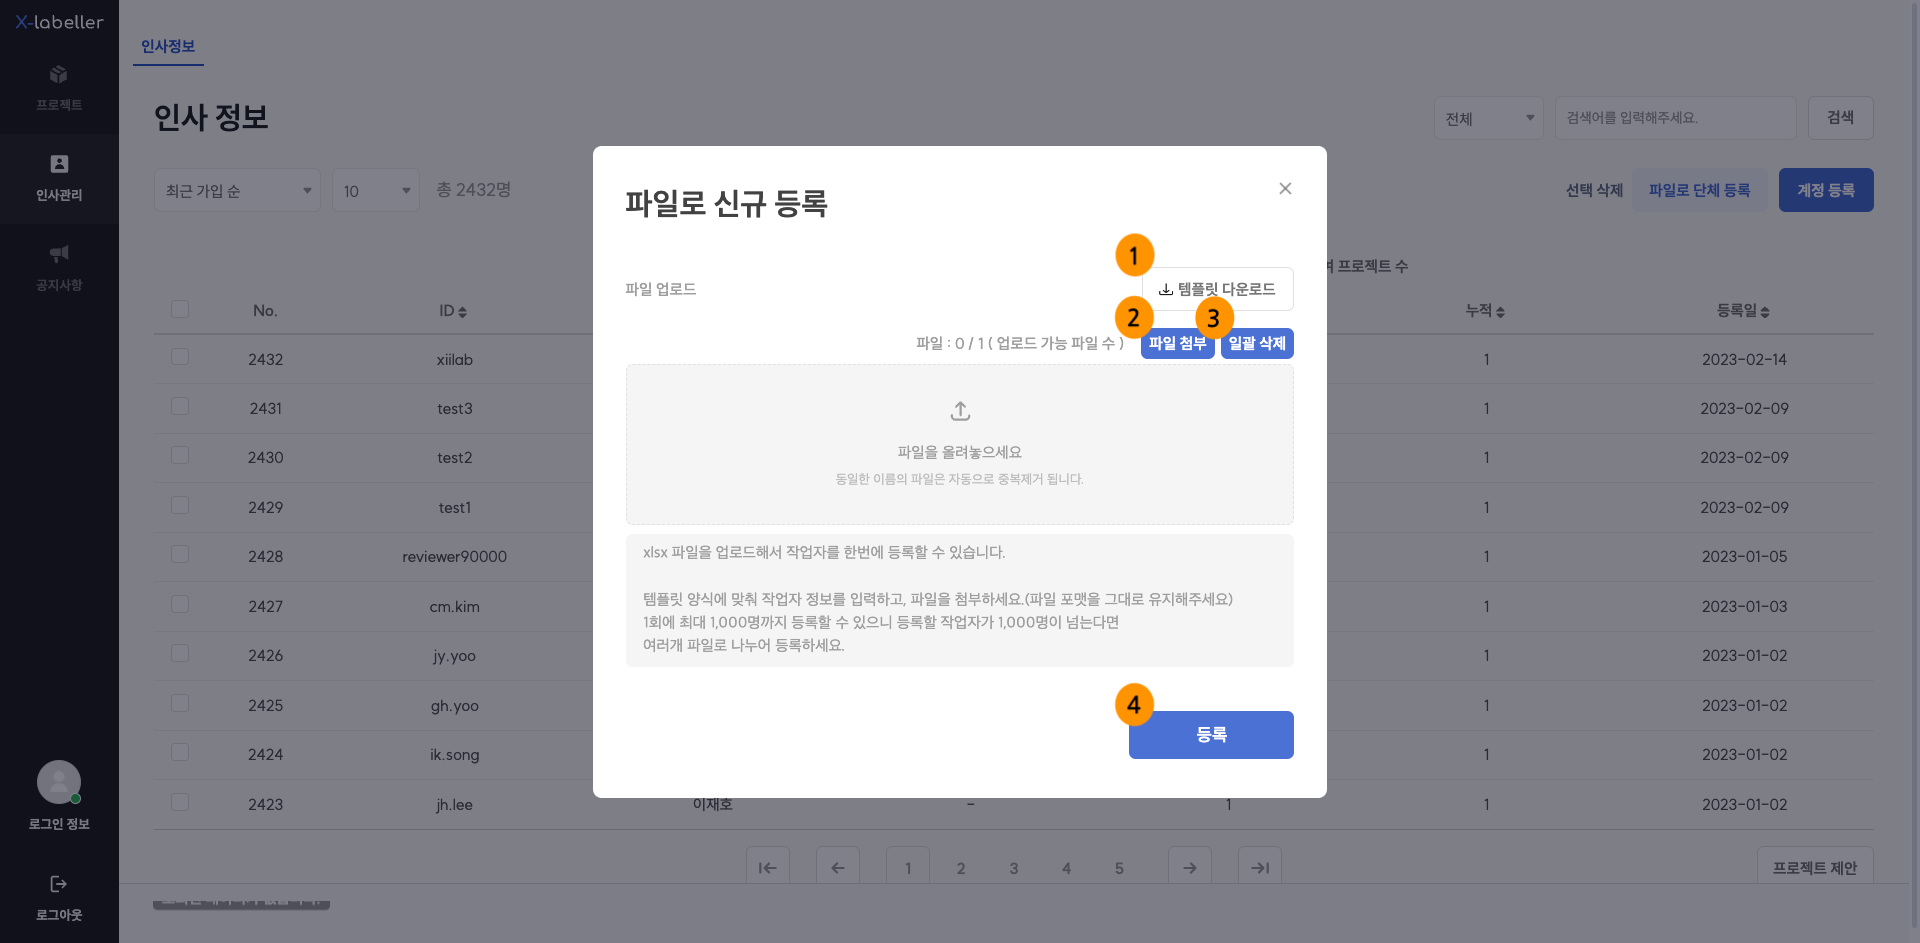 X-labeller
프로젝트
인사관리
공지사항
로그인 정보
로그아웃
인사정보
인사 정보
전체
검색어를 입력해주세요.
검색
최근 가입 순
10
총 2432명
선택 삭제
파일로 단체 등록
계정 등록
프로젝트 수
No.
ID
누적
등록일
2432 xiilab 1 2023-02-14
2431 test3 1 2023-02-09
2430 test2 1 2023-02-09
2429 test1 1 2023-02-09
2428 reviewer90000 1 2023-01-05
2427 cm.kim 1 2023-01-03
2426 jy.yoo 1 2023-01-02
2425 gh.yoo 1 2023-01-02
2424 ik.song 1 2023-01-02
2423 jh.lee 이재호 - 1 1 2023-01-02
1 2 3 4 5
프로젝트 제안
파일로 신규 등록
1
파일 업로드
템플릿 다운로드
2
3
파일 : 0 / 1 ( 업로드 가능 파일 수 )
파일 첨부
일괄 삭제
파일을 올려놓으세요
동일한 이름의 파일은 자동으로 중복제거 됩니다.
xlsx 파일을 업로드해서 작업자를 한번에 등록할 수 있습니다.
템플릿 양식에 맞춰 작업자 정보를 입력하고, 파일을 첨부하세요.(파일 포맷을 그대로 유지해주세요)
1회에 최대 1,000명까지 등록할 수 있으니 등록할 작업자가 1,000명이 넘는다면
여러개 파일로 나누어 등록하세요.
4
등록